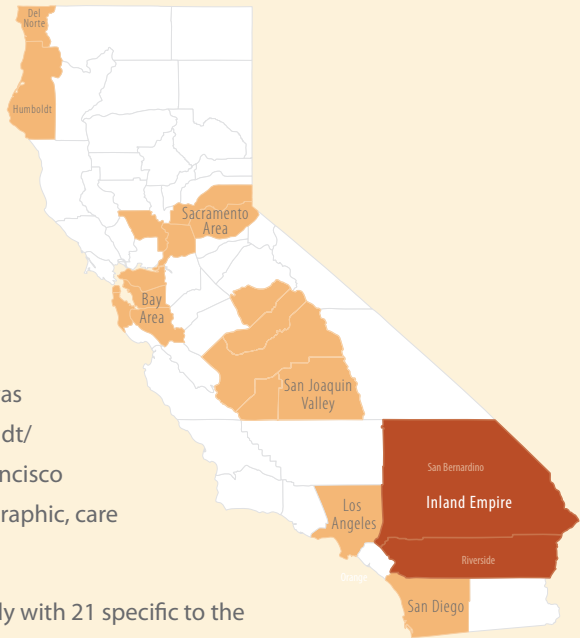 Del
Norte
Humboldt
Sacramento
Area
Bay
Area
San Joaquin
Valley
as
dt/
ncisco
raphic, care
San Bernardino
Inland Empire
Los
Angeles
Riverside
Orange
San Diego
ly with 21 specific to the